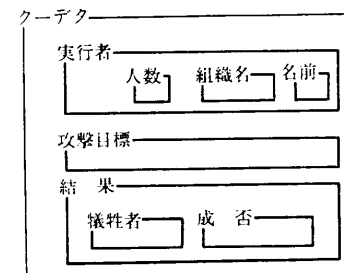 クーデタ
実行者
人数 組織名 名前
攻撃目標
結 果
犠牲者 成 否